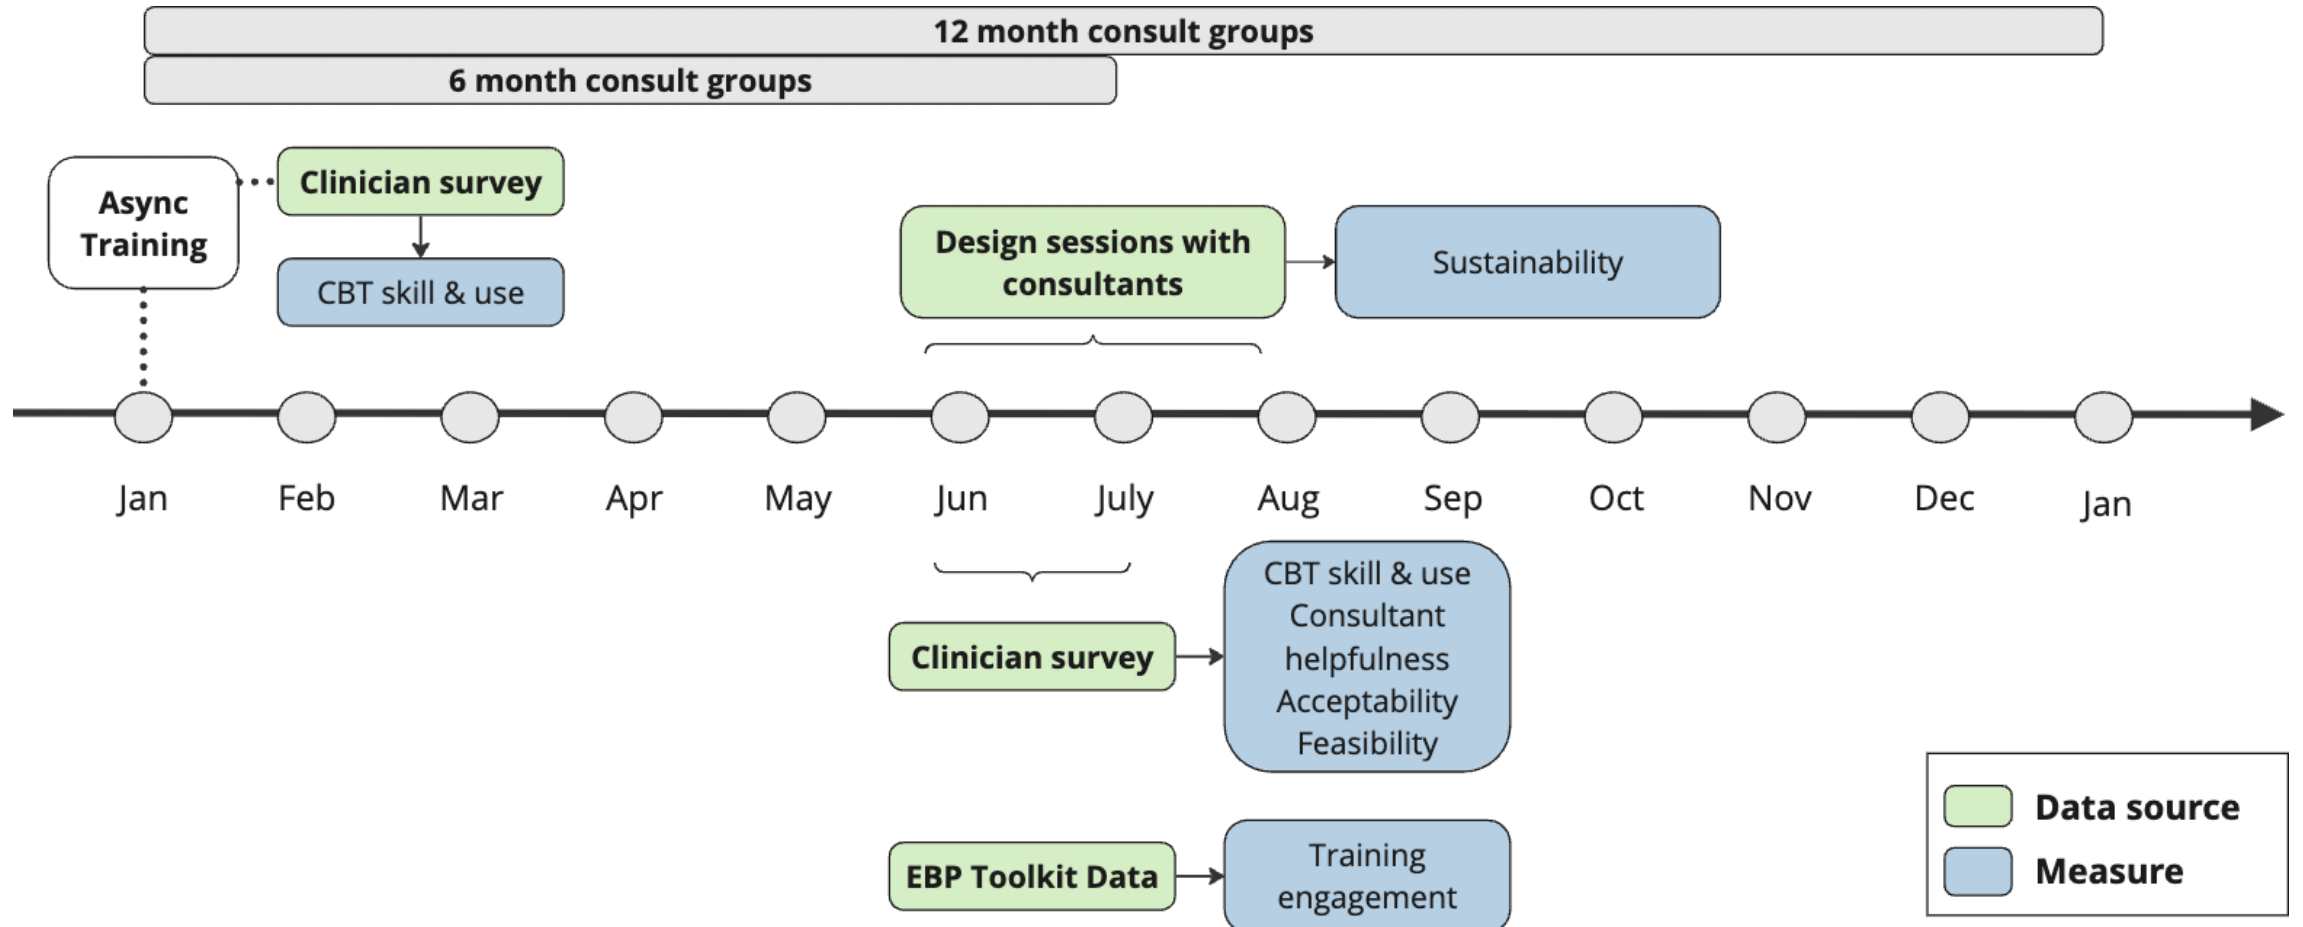 12 month consult groups
6 month consult groups
Async
Training
Clinician survey
CBT skill & use
Design sessions with
consultants
Sustainability
Jan
Feb
Mar
Apr
May
Jun
July
Aug
Sep
Oct
Nov
Dec
Jan
Clinician survey
CBT skill & use
Consultant
helpfulness
Acceptability
Feasibility
EBP Toolkit Data
Training
engagement
Data source
Measure